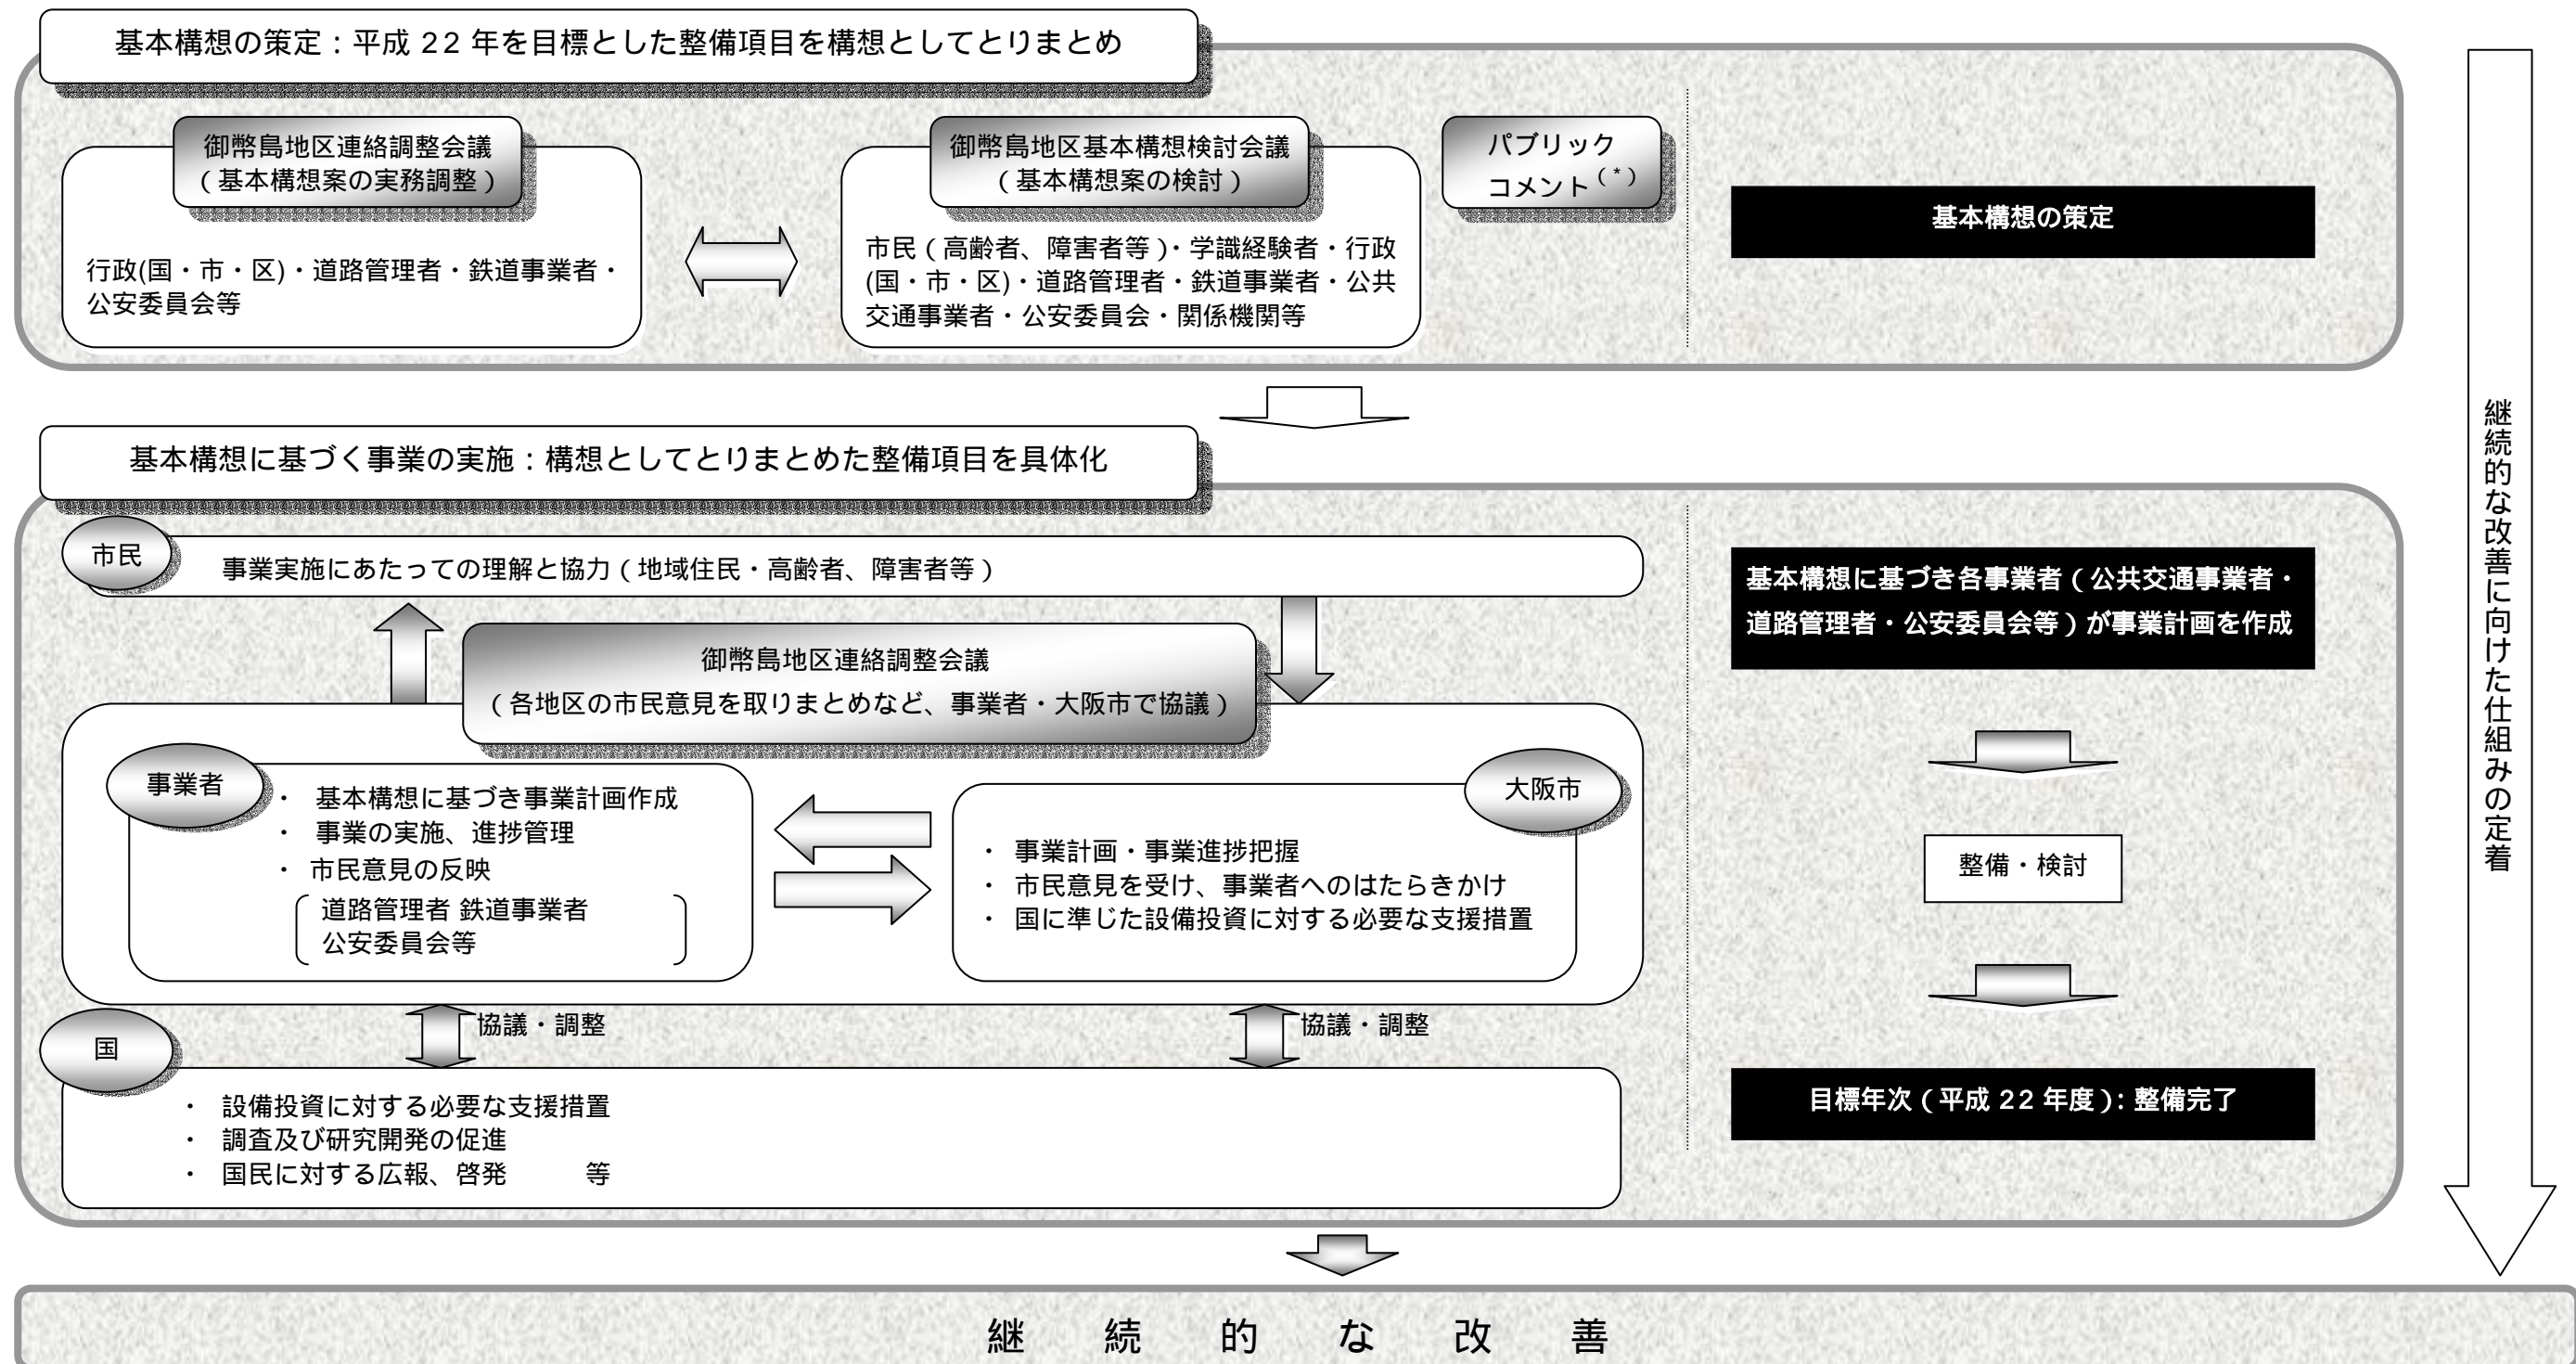 基本構想の策定：平成 22 年を目標とした整備項目を構想としてとりまとめ
御幣島地区連絡調整会議
（基本構想案の実務調整）
行政(国・市・区)・道路管理者・鉄道事業者・
公安委員会等
御幣島地区基本構想検討会議
（基本構想案の検討）
市民（高齢者、障害者等）・学識経験者・行政
(国・市・区)・道路管理者・鉄道事業者・公共
交通事業者・公安委員会・関係機関等
パブリック
コメント（*）
基本構想の策定
基本構想に基づく事業の実施：構想としてとりまとめた整備項目を具体化
市民
事業実施にあたっての理解と協力（地域住民・高齢者、障害者等）
御幣島地区連絡調整会議
（各地区の市民意見を取りまとめなど、事業者・大阪市で協議）
事業者
・ 基本構想に基づき事業計画作成
・ 事業の実施、進捗管理
・ 市民意見の反映
道路管理者 鉄道事業者
公安委員会等
大阪市
・ 事業計画・事業進捗把握
・ 市民意見を受け、事業者へのはたらきかけ
・ 国に準じた設備投資に対する必要な支援措置
協議・調整
協議・調整
国
・ 設備投資に対する必要な支援措置
・ 調査及び研究開発の促進
・ 国民に対する広報、啓発 等
基本構想に基づき各事業者（公共交通事業者・
道路管理者・公安委員会等）が事業計画を作成
整備・検討
目標年次（平成 22 年度）：整備完了
継続的な改善に向けた仕組みの定着
継続的な改善